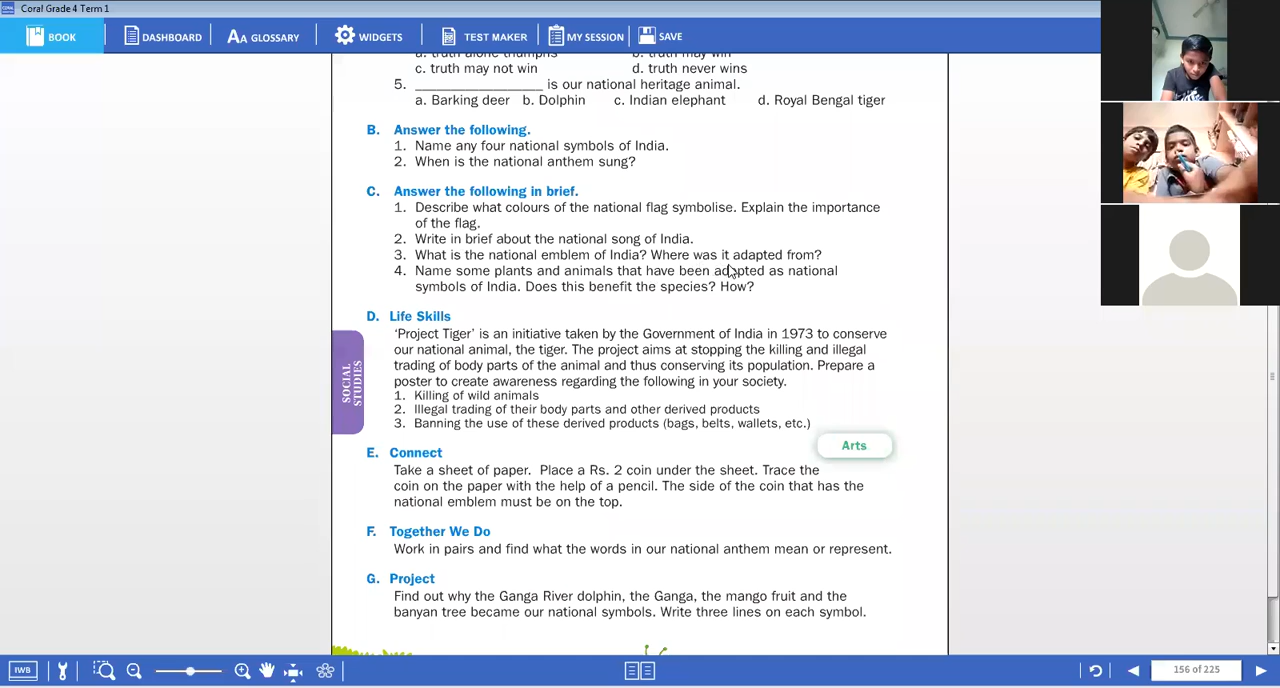 CORAL Coral Grade 4 Term 1
BOOK DASHBOARD AA GLOSSARY WIDGETS TEST MAKER MY SESSION SAVE
a. truth alone triumphs b. truth may win
c. truth may not win d. truth never wins
5. ____________________ is our national heritage animal.
a. Barking deer b. Dolphin c. Indian elephant d. Royal Bengal tiger
B. Answer the following.
1. Name any four national symbols of India.
2. When is the national anthem sung?
C. Answer the following in brief.
1. Describe what colours of the national flag symbolise. Explain the importance
of the flag.
2. Write in brief about the national song of India.
3. What is the national emblem of India? Where was it adapted from?
4. Name some plants and animals that have been adopted as national
symbols of India. Does this benefit the species? How?
D. Life Skills
‘Project Tiger’ is an initiative taken by the Government of India in 1973 to conserve
our national animal, the tiger. The project aims at stopping the killing and illegal
trading of body parts of the animal and thus conserving its population. Prepare a
poster to create awareness regarding the following in your society.
1. Killing of wild animals
2. Illegal trading of their body parts and other derived products
3. Banning the use of these derived products (bags, belts, wallets, etc.)
SOCIAL
STUDIES
Arts
E. Connect
Take a sheet of paper. Place a Rs. 2 coin under the sheet. Trace the
coin on the paper with the help of a pencil. The side of the coin that has the
national emblem must be on the top.
F. Together We Do
Work in pairs and find what the words in our national anthem mean or represent.
G. Project
Find out why the Ganga River dolphin, the Ganga, the mango fruit and the
banyan tree became our national symbols. Write three lines on each symbol.
IWB 156 of 225